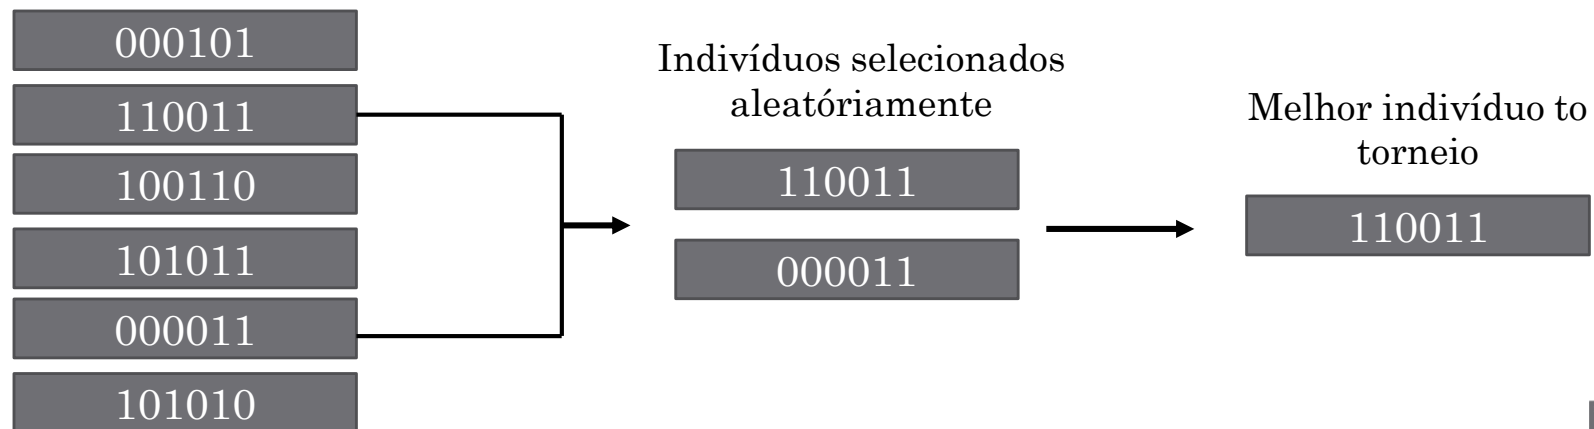 000101
110011
100110
101011
000011
101010
Indivíduos selecionados
aleatóriamente
110011
000011
Melhor indivíduo to
torneio
110011